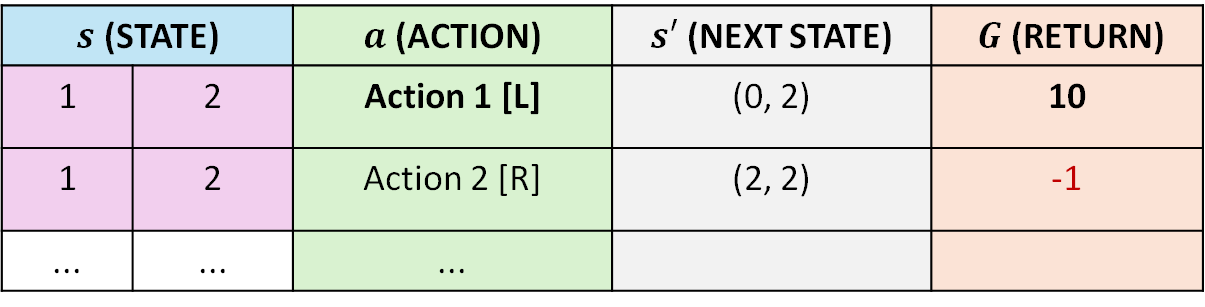 s (STATE) a (ACTION) s′ (NEXT STATE) G (RETURN)
1 2 Action 1 [L] (0, 2) 10
1 2 Action 2 [R] (2, 2) -1
... ... ...